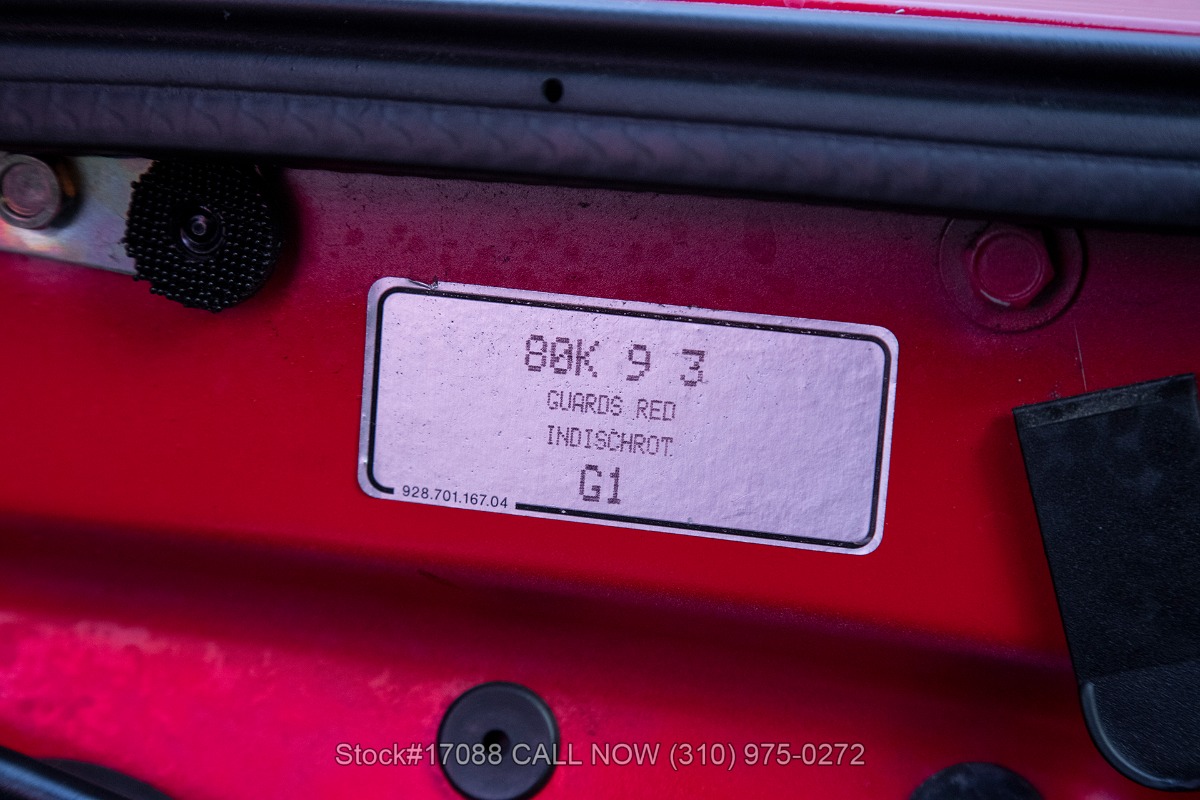 80K 9 3
GUARDS RED
INDISCHROT
G1
928.701.167.04
Stock#17088 CALL NOW (310) 975-0272